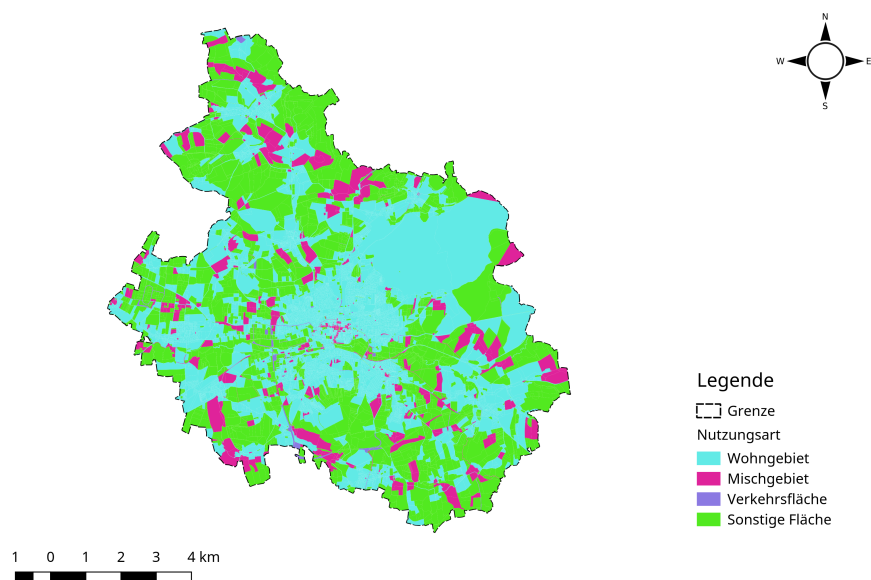 N
W E
S
Legende
Grenze
Nutzungsart
Wohngebiet
Mischgebiet
Verkehrsfläche
Sonstige Fläche
1 0 1 2 3 4 km